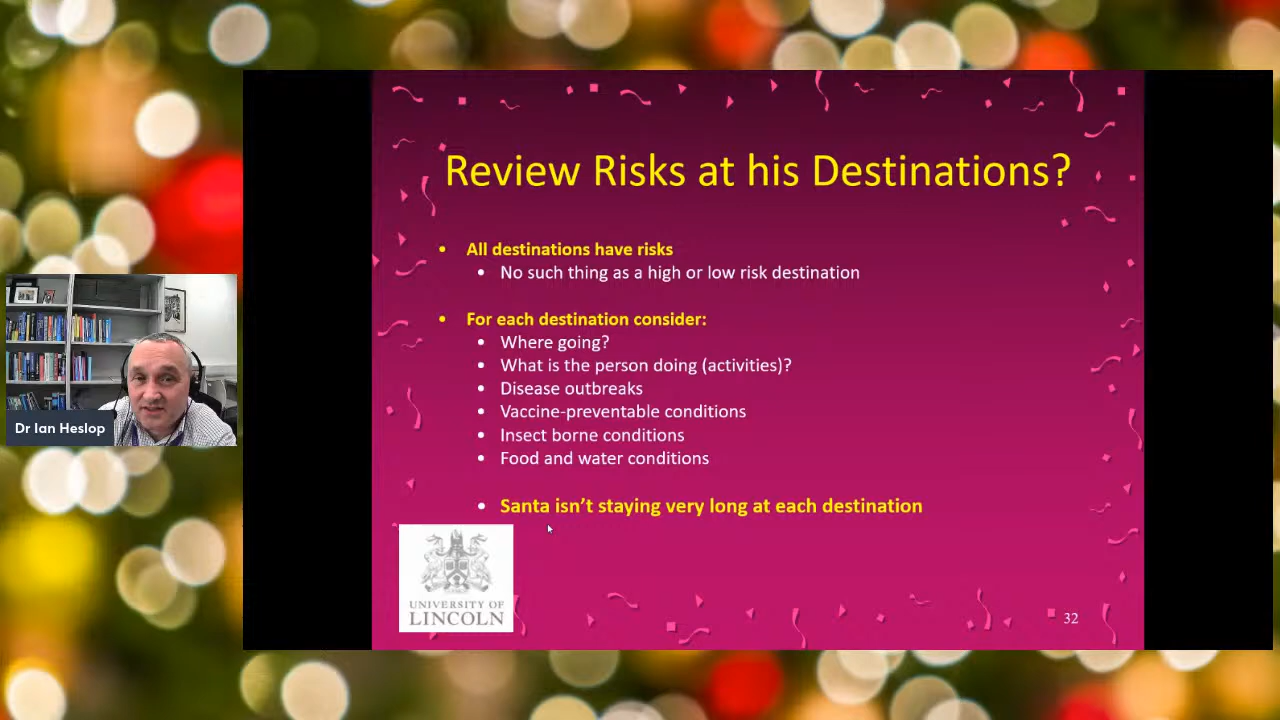 Review Risks at his Destinations?
• All destinations have risks
• No such thing as a high or low risk destination
• For each destination consider:
• Where going?
• What is the person doing (activities)?
• Disease outbreaks
• Vaccine-preventable conditions
• Insect borne conditions
• Food and water conditions
• Santa isn’t staying very long at each destination
Dr Ian Heslop
UNIVERSITY OF
LINCOLN
32